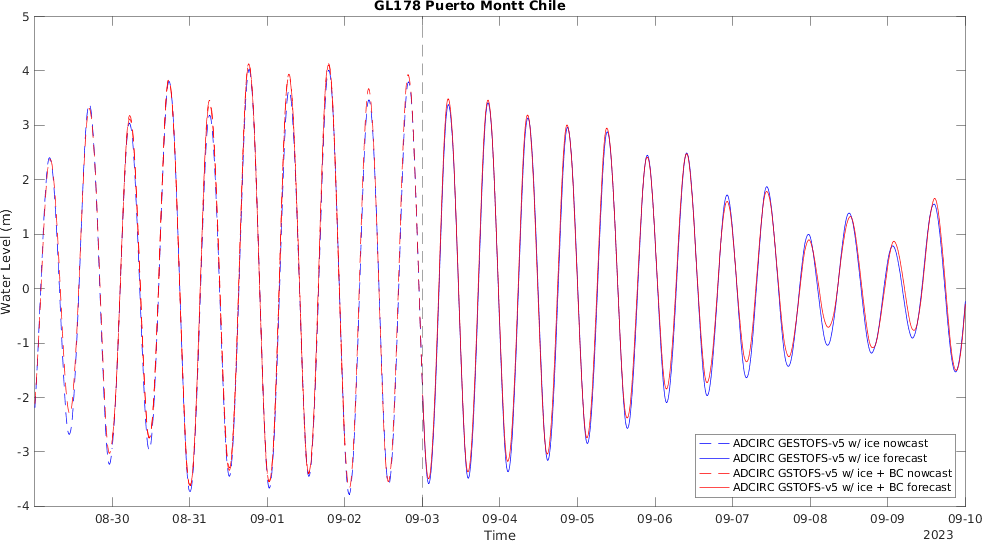 GL178 Puerto Montt Chile
5
4
3
2
1
0
-1
-2
-3
-4
Water Level (m)
ADCIRC GESTOFS-v5 w/ ice nowcast
ADCIRC GESTOFS-v5 w/ ice forecast
ADCIRC GSTOFS-v5 w/ ice + BC nowcast
ADCIRC GSTOFS-v5 w/ ice + BC forecast
08-30 08-31 09-01 09-02 09-03 09-04 09-05 09-06 09-07 09-08 09-09 09-10
Time
2023